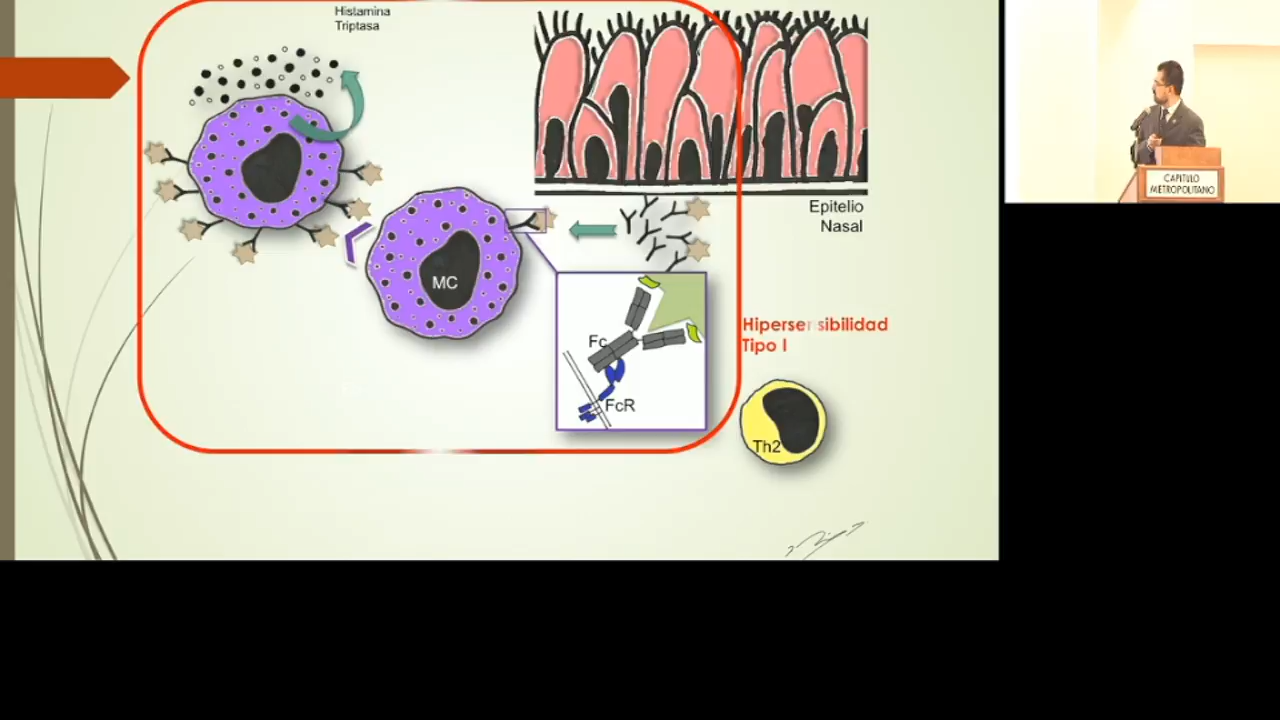 Histamina
Triptasa
Epitelio
Nasal
MC
Fc
FcR
Hipersensibilidad
Tipo I
Th2
CAPITULO
METROPOLITANO